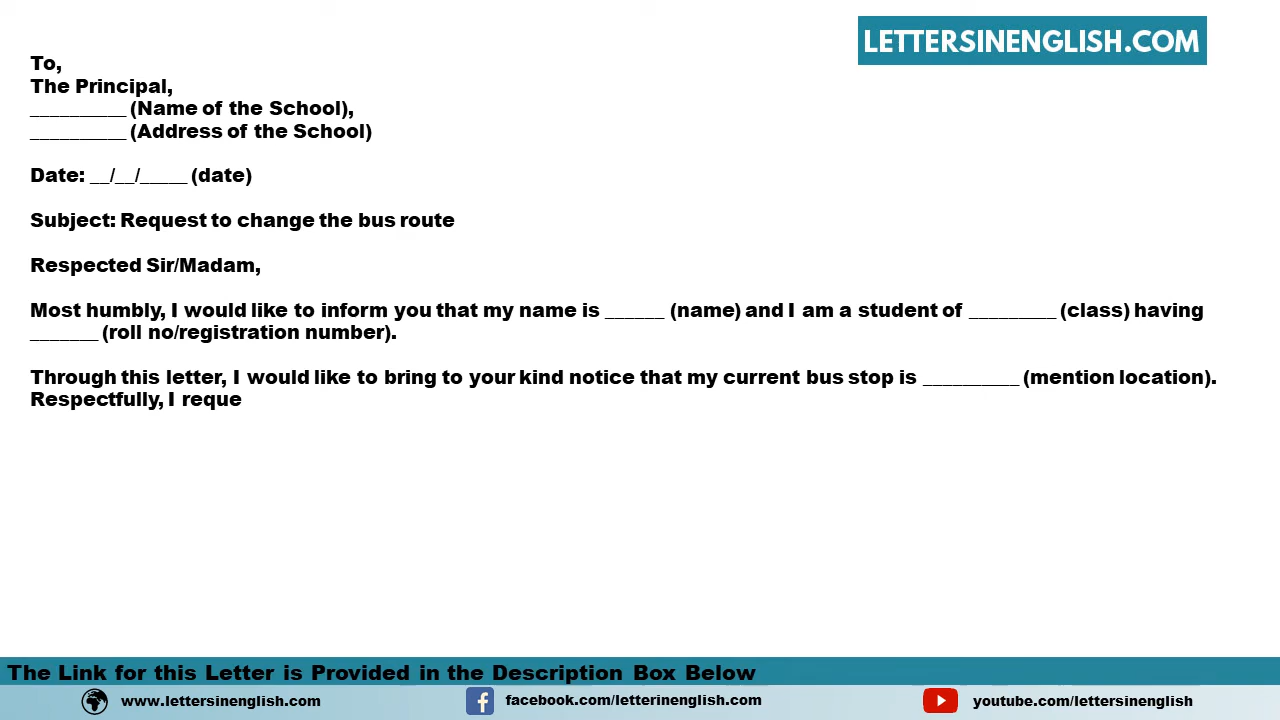 LETTERSINENGLISH.COM
To,
The Principal,
__________ (Name of the School),
__________ (Address of the School)
Date: __/__/_____ (date)
Subject: Request to change the bus route
Respected Sir/Madam,
Most humbly, I would like to inform you that my name is ______ (name) and I am a student of _________ (class) having
_______ (roll no/registration number).
Through this letter, I would like to bring to your kind notice that my current bus stop is __________ (mention location).
Respectfully, I reque
The Link for this Letter is Provided in the Description Box Below
www.lettersinenglish.com
facebook.com/letterinenglish.com
youtube.com/lettersinenglish